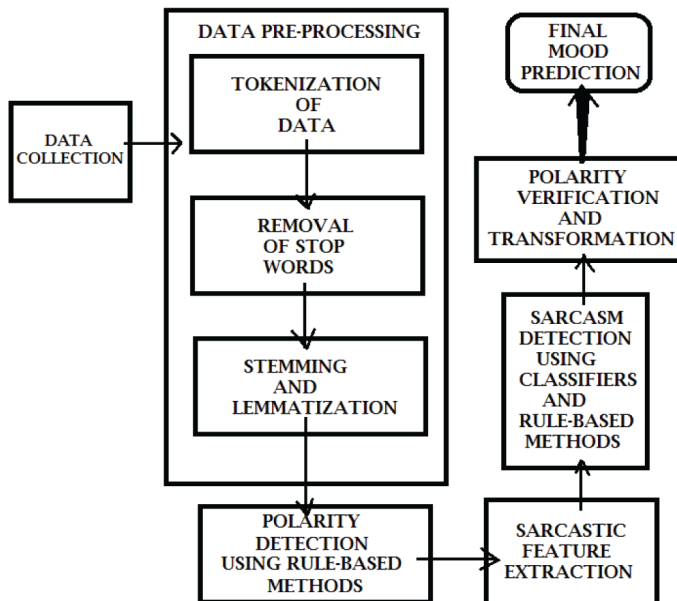 DATA COLLECTION
DATA PRE-PROCESSING
TOKENIZATION
OF
DATA
REMOVAL
OF STOP
WORDS
STEMMING
AND
LEMMATIZATION
POLARITY
DETECTION
USING RULE-BASED
METHODS
SARCASTIC
FEATURE
EXTRACTION
SARCASM
DETECTION
USING
CLASSIFIERS
AND
RULE-BASED
METHODS
POLARITY
VERIFICATION
AND
TRANSFORMATION
FINAL
MOOD
PREDICTION